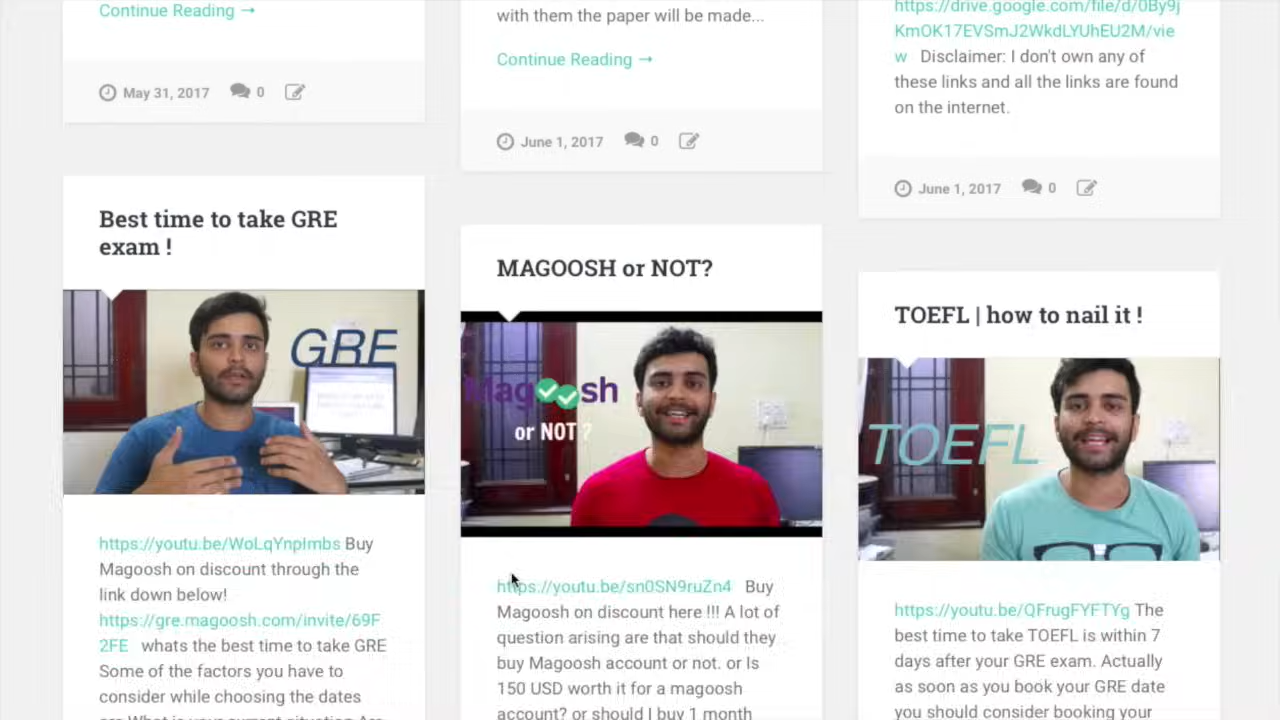 Continue Reading →
May 31, 2017 0
Best time to take GRE
exam !
GRE
https://youtu.be/WoLqYnpImbs Buy
Magoosh on discount through the
link down below!
https://gre.magoosh.com/invite/69F
2FE whats the best time to take GRE
Some of the factors you have to
consider while choosing the dates
are What is your current situation Are
with them the paper will be made...
Continue Reading →
June 1, 2017 0
MAGOOSH or NOT?
Magoosh
or NOT ?
https://youtu.be/sn0SN9ruZn4 Buy
Magoosh on discount here !!! A lot of
question arising are that should they
buy Magoosh account or not. or Is
150 USD worth it for a magoosh
account? or should I buy 1 month
https://drive.google.com/file/d/0By9j
KmOK17EVSmJ2WkdLYUhEU2M/vie
w Disclaimer: I don't own any of
these links and all the links are found
on the internet.
June 1, 2017 0
TOEFL | how to nail it !
TOEFL
https://youtu.be/QFrugFYFTYg The
best time to take TOEFL is within 7
days after your GRE exam. Actually
as soon as you book your GRE date
you should consider booking your